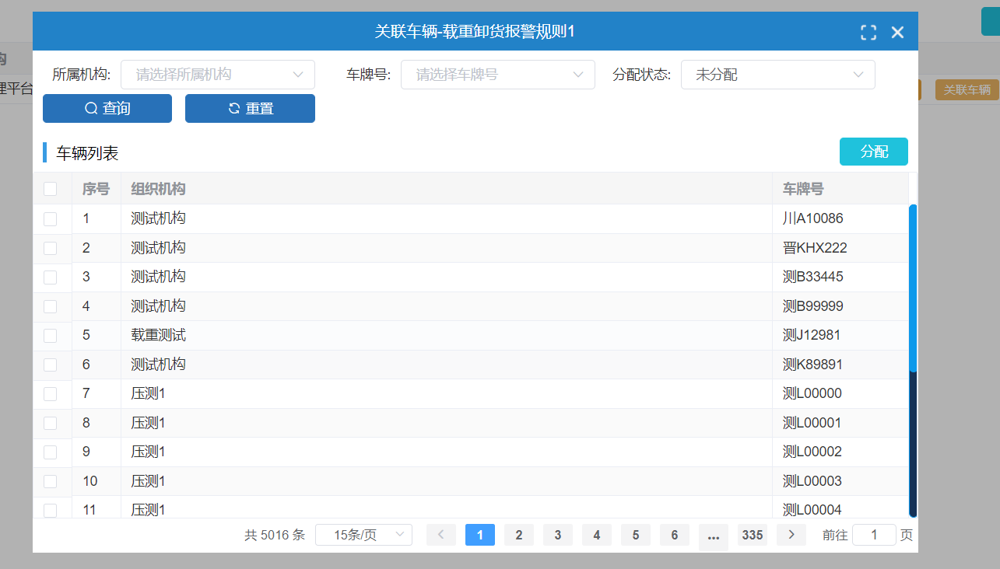 关联车辆-载重卸货报警规则1
所属机构: 请选择所属机构 车牌号: 请选择车牌号 分配状态: 未分配
理平台 关联车辆
查询 重置
车辆列表 分配
序号 组织机构 车牌号
1 测试机构 川A10086
2 测试机构 晋KHX222
3 测试机构 测B33445
4 测试机构 测B99999
5 载重测试 测J12981
6 测试机构 测K89891
7 压测1 测L00000
8 压测1 测L00001
9 压测1 测L00002
10 压测1 测L00003
11 压测1 测L00004
共 5016 条 15条/页 1 2 3 4 5 6 ... 335 前往 1 页